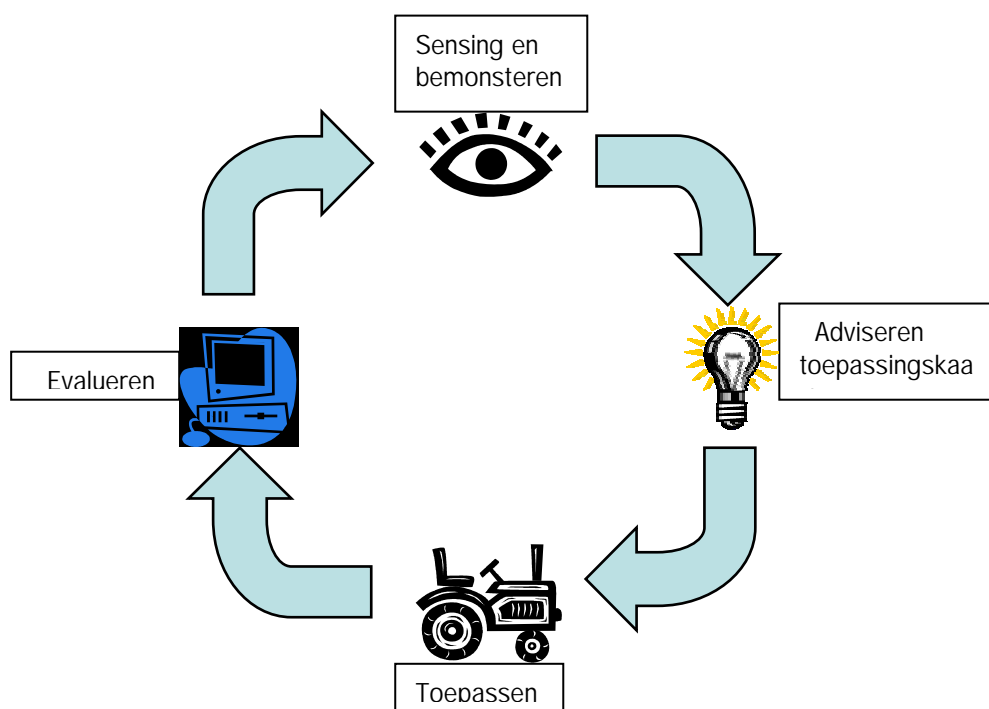 Sensing en
bemonsteren
Adviseren
toepassingskaa
Evalueren
Toepassen